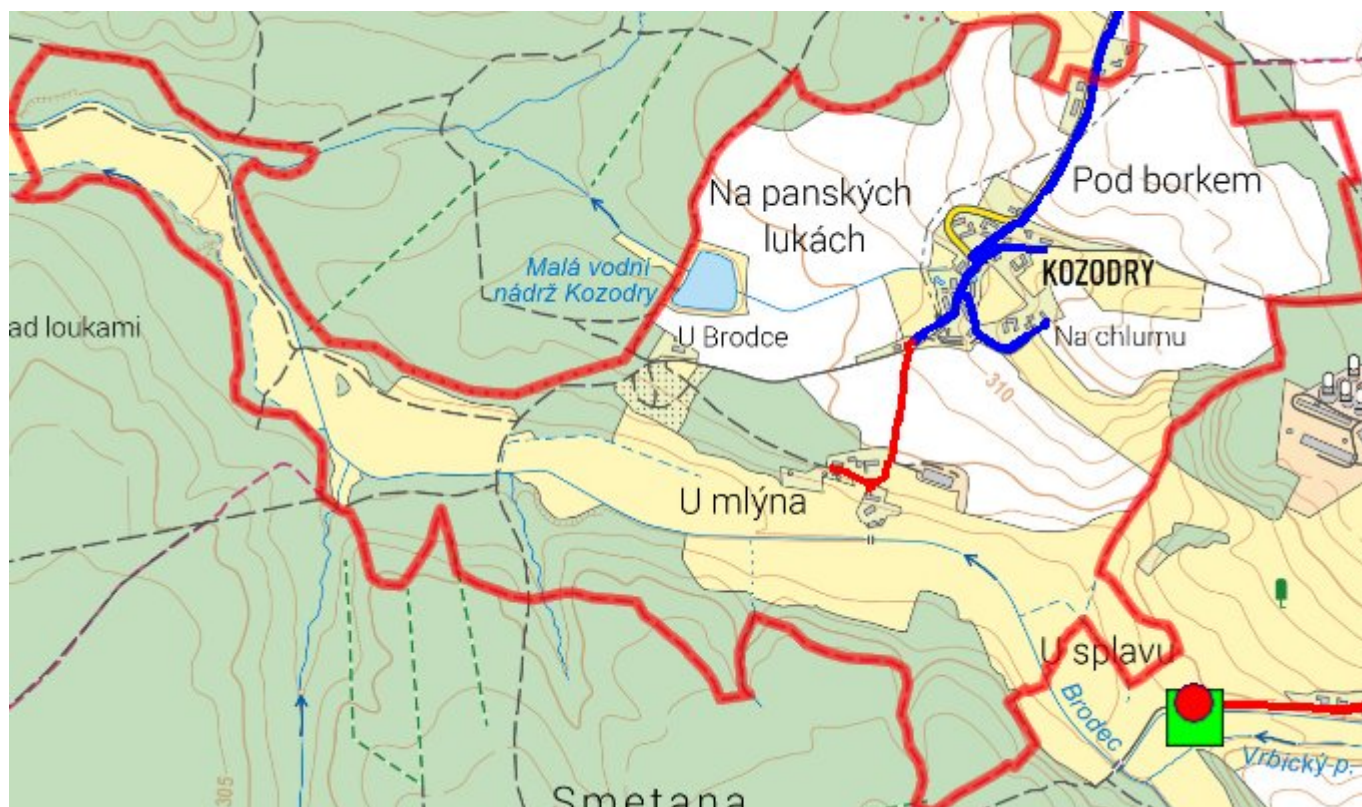 Na panských
lukách
Pod borkem
Malá vodní
nádrž Kozodry
KOZODRY
ad loukami
U Brodce
Na chlumu
310
U mlýna
U splavu
Brodec
Vrbický p.
305
Smetana